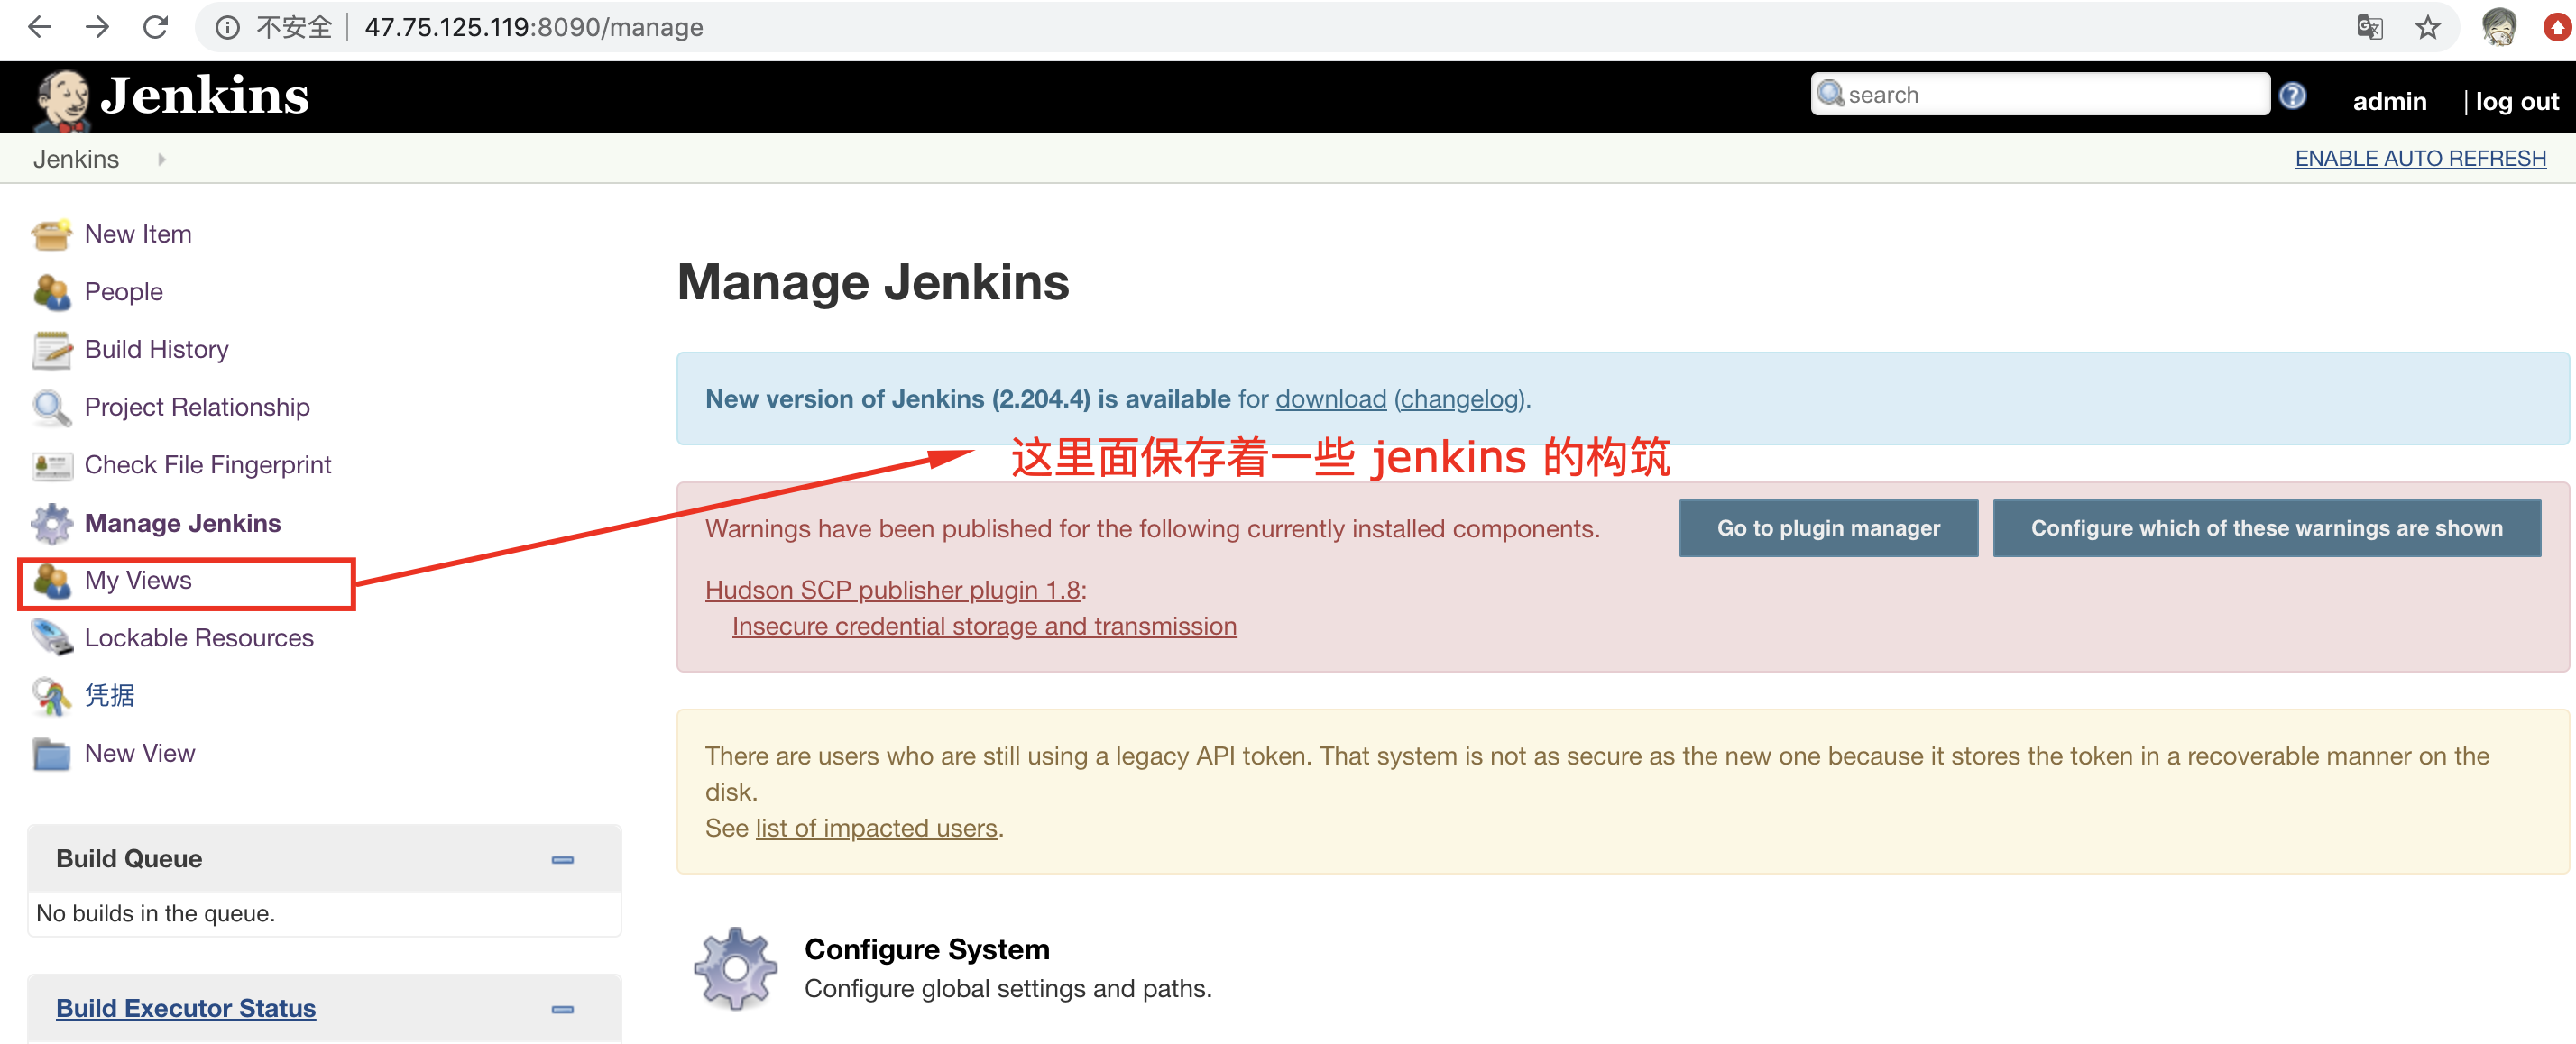 不安全 47.75.125.119:8090/manage
Jenkins
search
admin | log out
Jenkins
ENABLE AUTO REFRESH
New Item
People
Build History
Project Relationship
Check File Fingerprint
Manage Jenkins
My Views
Lockable Resources
凭据
New View
Build Queue
No builds in the queue.
Build Executor Status
Manage Jenkins
New version of Jenkins (2.204.4) is available for download (changelog).
这里面保存着一些 jenkins 的构筑
Warnings have been published for the following currently installed components.
Go to plugin manager
Configure which of these warnings are shown
Hudson SCP publisher plugin 1.8:
Insecure credential storage and transmission
There are users who are still using a legacy API token. That system is not as secure as the new one because it stores the token in a recoverable manner on the
disk.
See list of impacted users.
Configure System
Configure global settings and paths.